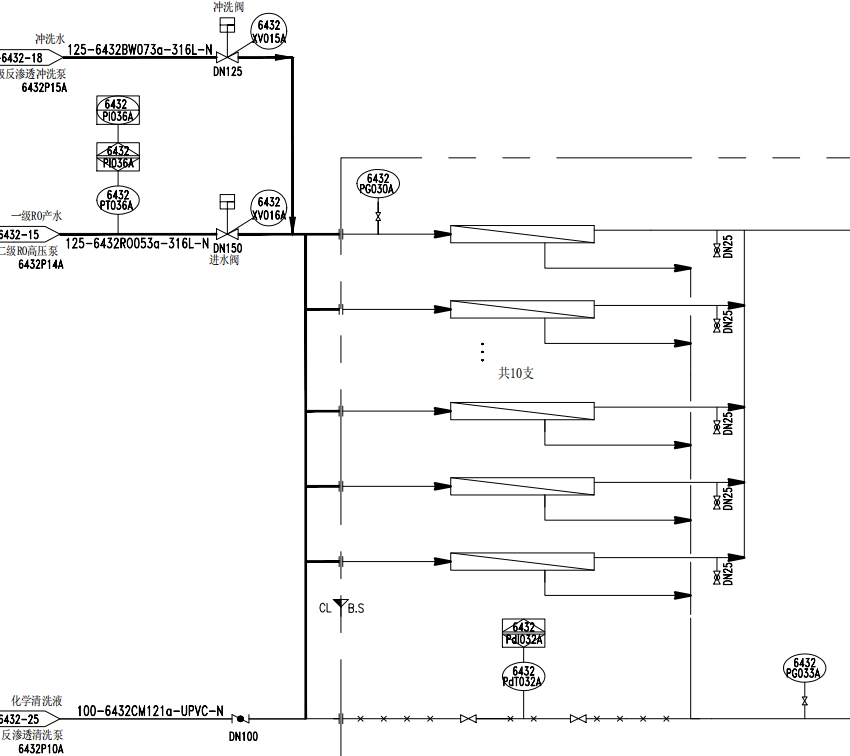 冲洗阀
6432
XV015A
冲洗水
125-6432BW073a-316L-N
-6432-18
DN125
级反渗透冲洗泵
6432P15A
6432
PI036A
6432
PI036A
6432
PT036A
6432
PG030A
6432
XV016A
一级RO产水
6432-15
125-6432RO053a-316L-N
DN150
进水阀
二级RO高压泵
6432P14A
DN25
DN25
共10支
DN25
DN25
DN25
CL
B.S
6432
PdI032A
6432
PdT032A
6432
PG033A
化学清洗液
100-6432CM121a-UPVC-N
6432-25
反渗透清洗泵
6432P10A
DN100